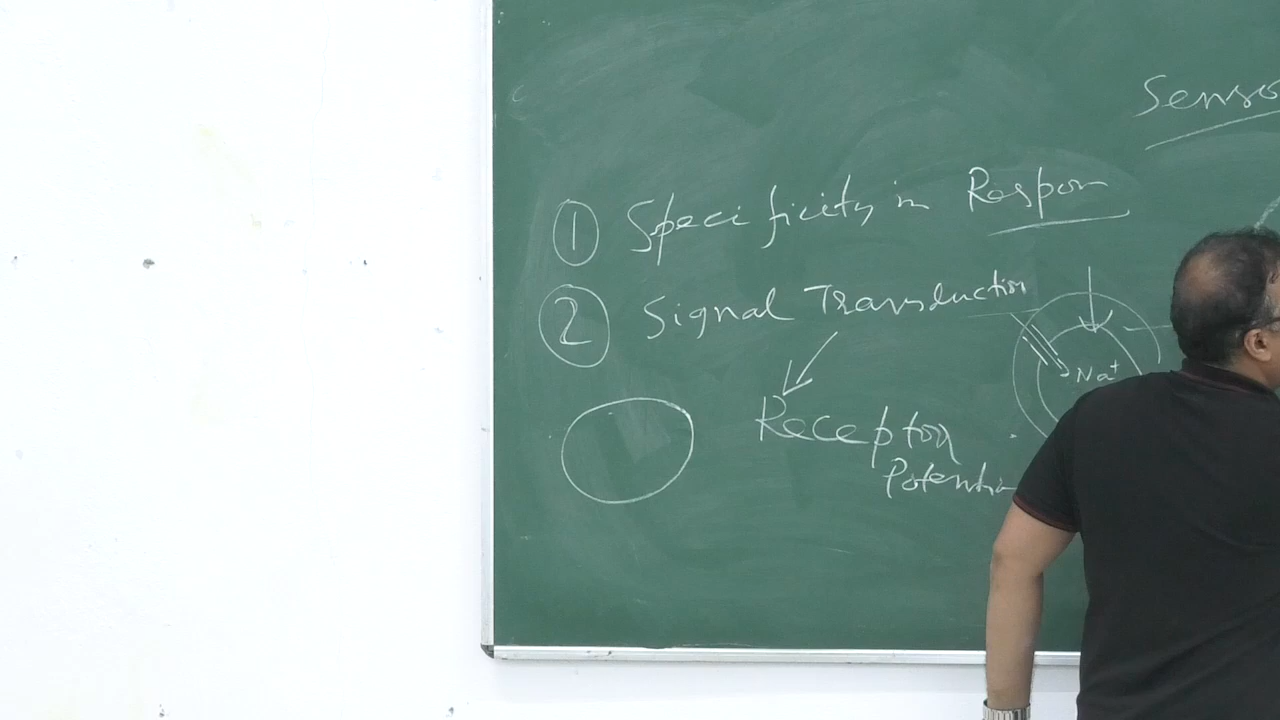 Senso
① Specificity in Respon
② Signal Transduction
Na+
Receptor
Potentia